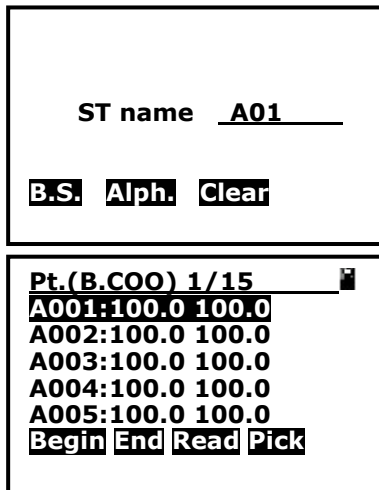 ST name A01
B.S. Alph. Clear
Pt.(B.COO) 1/15
A001:100.0 100.0
A002:100.0 100.0
A003:100.0 100.0
A004:100.0 100.0
A005:100.0 100.0
Begin End Read Pick